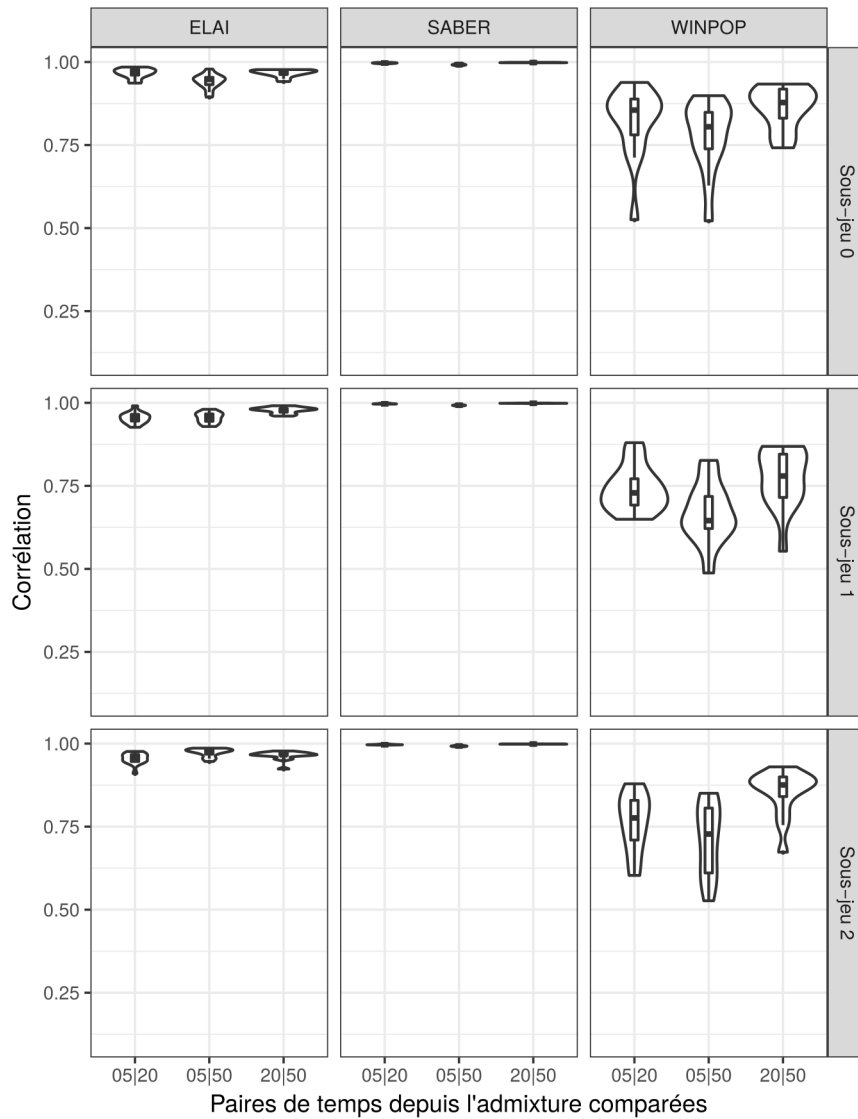 ELAI SABER WINPOP
1.00
0.75
0.50
0.25
Sous-jeu 0
1.00
0.75
0.50
0.25
Sous-jeu 1
1.00
0.75
0.50
0.25
Sous-jeu 2
Corrélation
05|20 05|50 20|50 05|20 05|50 20|50 05|20 05|50 20|50
Paires de temps depuis l'admixture comparées